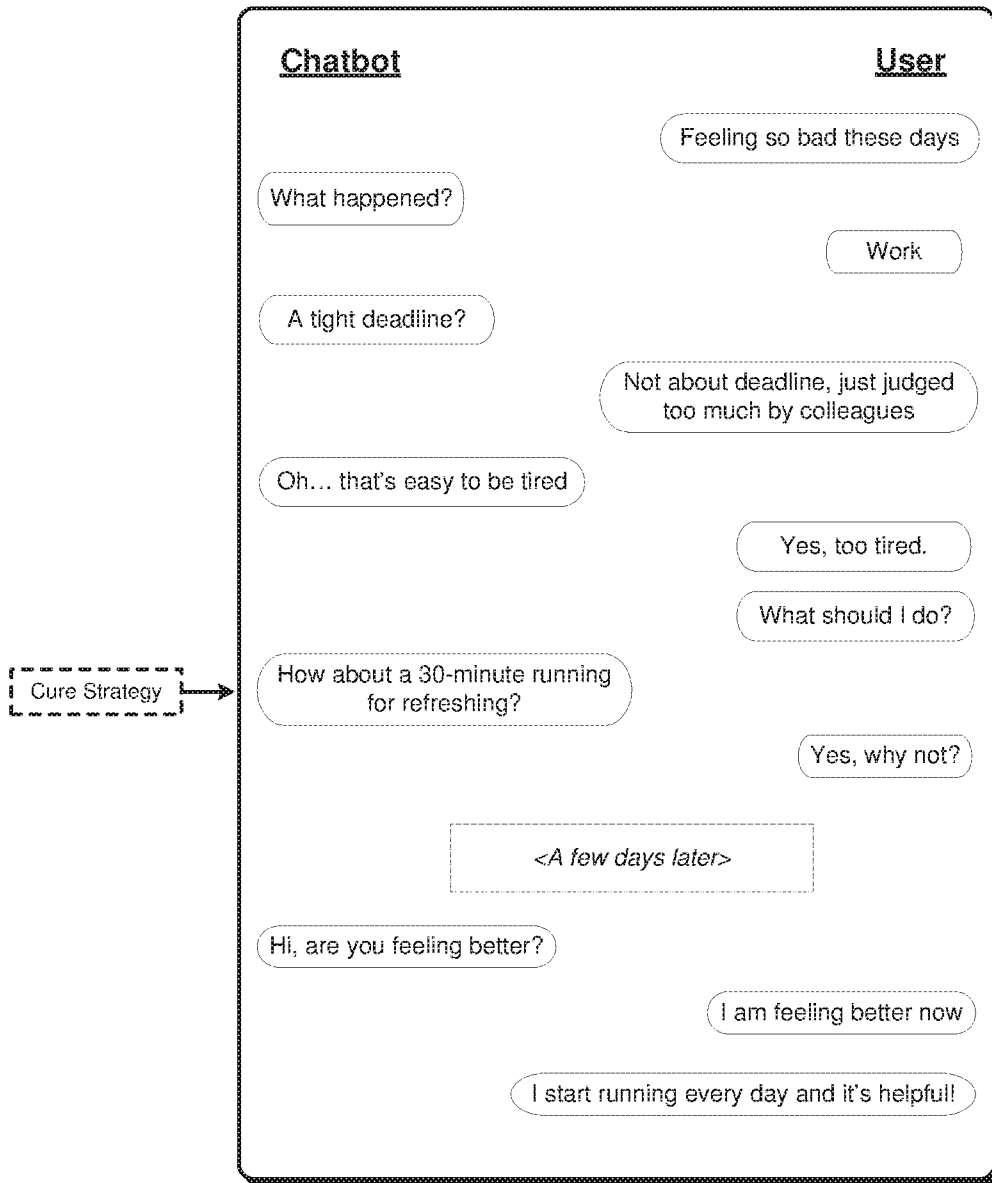 Chatbot
User
Feeling so bad these days
What happened?
Work
A tight deadline?
Not about deadline, just judged
too much by colleagues
Oh... that's easy to be tired
Yes, too tired.
What should I do?
Cure Strategy
How about a 30-minute running
for refreshing?
Yes, why not?
<A few days later>
Hi, are you feeling better?
I am feeling better now
I start running every day and it's helpful!